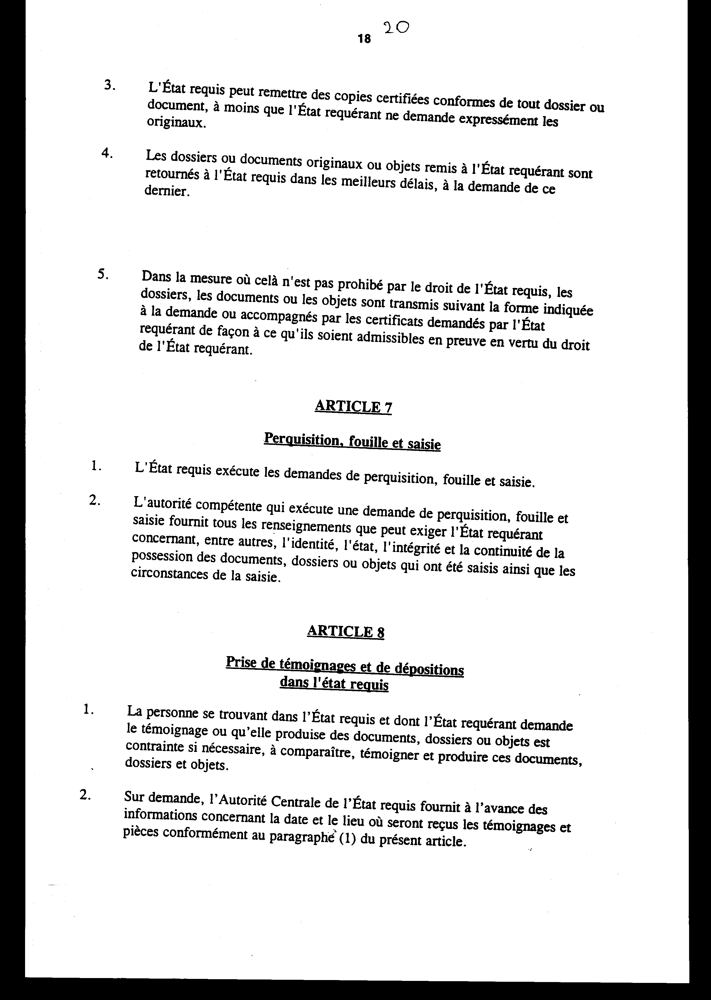 20
18
3. L'État requis peut remettre des copies certifiées conformes de tout dossier ou
document, à moins que l'État requérant ne demande expressément les
originaux.
4. Les dossiers ou documents originaux ou objets remis à l'État requérant sont
retournés à l'État requis dans les meilleurs délais, à la demande de ce
dernier.
5. Dans la mesure où celà n'est pas prohibé par le droit de l'État requis, les
dossiers, les documents ou les objets sont transmis suivant la forme indiquée
à la demande ou accompagnés par les certificats demandés par l'État
requérant de façon à ce qu'ils soient admissibles en preuve en vertu du droit
de l'État requérant.
ARTICLE 7
Perquisition, fouille et saisie
1. L'État requis exécute les demandes de perquisition, fouille et saisie.
2. L'autorité compétente qui exécute une demande de perquisition, fouille et
saisie fournit tous les renseignements que peut exiger l'État requérant
concernant, entre autres, l'identité, l'état, l'intégrité et la continuité de la
possession des documents, dossiers ou objets qui ont été saisis ainsi que les
circonstances de la saisie.
ARTICLE 8
Prise de témoignages et de dépositions
dans l'état requis
1. La personne se trouvant dans l’État requis et dont l’État requérant demande
le témoignage ou qu’elle produise des documents, dossiers ou objets est
contrainte si nécessaire, à comparaître, témoigner et produire ces documents,
dossiers et objets.
2. Sur demande, l’Autorité Centrale de l’État requis fournit à l’avance des
informations concernant la date et le lieu où seront reçus les témoignages et
pièces conformément au paragraphe (1) du présent article.